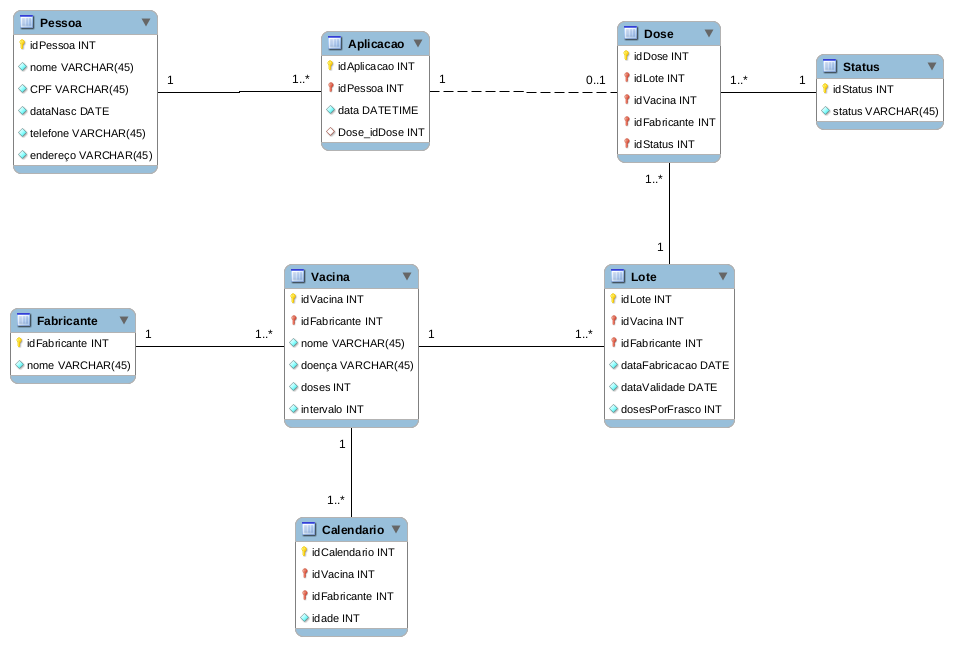 Pessoa
idPessoa INT
nome VARCHAR(45)
CPF VARCHAR(45)
dataNasc DATE
telefone VARCHAR(45)
endereço VARCHAR(45)
1
1..*
Aplicacao
idAplicacao INT
idPessoa INT
data DATETIME
Dose_idDose INT
1
0..1
Dose
idDose INT
idLote INT
idVacina INT
idFabricante INT
idStatus INT
1..*
1
Status
idStatus INT
status VARCHAR(45)
1..*
1
Fabricante
idFabricante INT
nome VARCHAR(45)
1
1..*
Vacina
idVacina INT
idFabricante INT
nome VARCHAR(45)
doença VARCHAR(45)
doses INT
intervalo INT
1
1..*
Lote
idLote INT
idVacina INT
idFabricante INT
dataFabricacao DATE
dataValidade DATE
dosesPorFrasco INT
1
1..*
Calendario
idCalendario INT
idVacina INT
idFabricante INT
idade INT